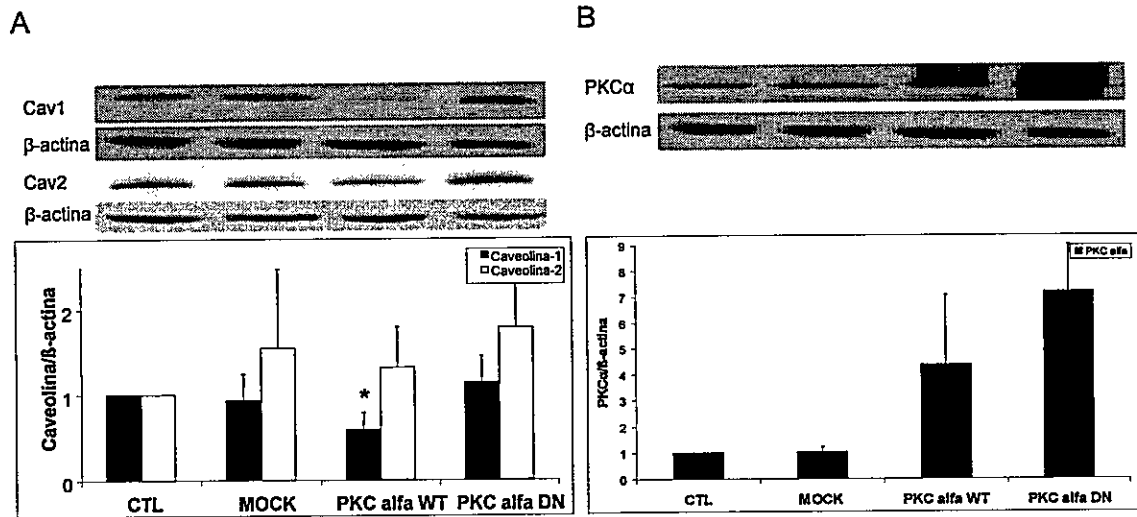 A
Cav1
β-actina
Cav2
β-actina
Caveolina-1
Caveolina-2
Caveolina/ß-actina
2
1
0
CTL
MOCK
PKC alfa WT
PKC alfa DN
*
B
PKCα
β-actina
PKC alfa
PKCα/ß-actina
9
8
7
6
5
4
3
2
1
0
CTL
MOCK
PKC alfa WT
PKC alfa DN